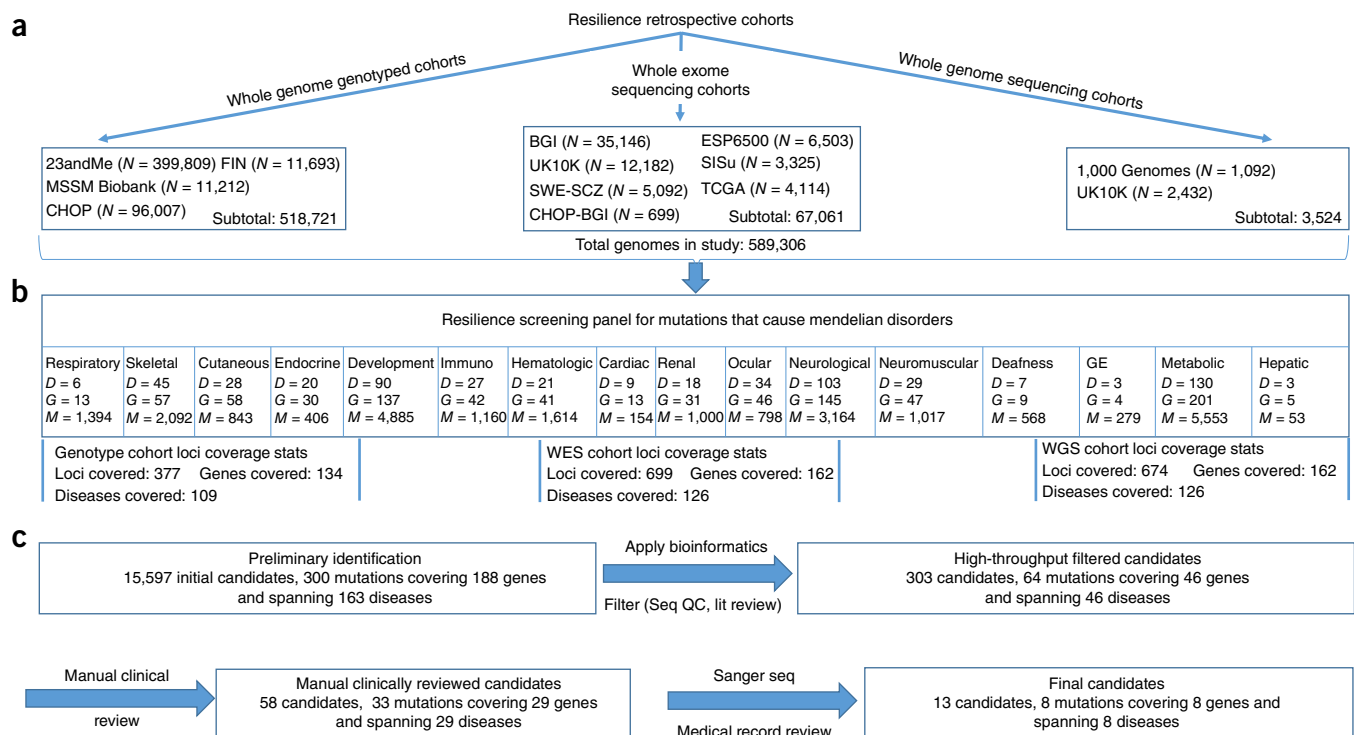 a
Resilience retrospective cohorts
Whole genome genotyped cohorts
Whole exome
sequencing cohorts
Whole genome sequencing cohorts
23andMe (N = 399,809) FIN (N = 11,693)
MSSM Biobank (N = 11,212)
CHOP (N = 96,007) Subtotal: 518,721
BGI (N = 35,146) ESP6500 (N = 6,503)
UK10K (N = 12,182) SISu (N = 3,325)
SWE-SCZ (N = 5,092) TCGA (N = 4,114)
CHOP-BGI (N = 699) Subtotal: 67,061
1,000 Genomes (N = 1,092)
UK10K (N = 2,432)
Subtotal: 3,524
Total genomes in study: 589,306
b
Resilience screening panel for mutations that cause mendelian disorders
Respiratory Skeletal Cutaneous Endocrine Development Immuno Hematologic Cardiac Renal Ocular Neurological Neuromuscular Deafness GE Metabolic Hepatic
D = 6 D = 45 D = 28 D = 20 D = 90 D = 27 D = 21 D = 9 D = 18 D = 34 D = 103 D = 29 D = 7 D = 3 D = 130 D = 3
G = 13 G = 57 G = 58 G = 30 G = 137 G = 42 G = 41 G = 13 G = 31 G = 46 G = 145 G = 47 G = 9 G = 4 G = 201 G = 5
M = 1,394 M = 2,092 M = 843 M = 406 M = 4,885 M = 1,160 M = 1,614 M = 154 M = 1,000 M = 798 M = 3,164 M = 1,017 M = 568 M = 279 M = 5,553 M = 53
Genotype cohort loci coverage stats
Loci covered: 377 Genes covered: 134
Diseases covered: 109
WES cohort loci coverage stats
Loci covered: 699 Genes covered: 162
Diseases covered: 126
WGS cohort loci coverage stats
Loci covered: 674 Genes covered: 162
Diseases covered: 126
c
Preliminary identification
15,597 initial candidates, 300 mutations covering 188 genes
and spanning 163 diseases
Apply bioinformatics
Filter (Seq QC, lit review)
High-throughput filtered candidates
303 candidates, 64 mutations covering 46 genes
and spanning 46 diseases
Manual clinical
review
Manual clinically reviewed candidates
58 candidates, 33 mutations covering 29 genes
and spanning 29 diseases
Sanger seq
Medical record review
Final candidates
13 candidates, 8 mutations covering 8 genes and
spanning 8 diseases